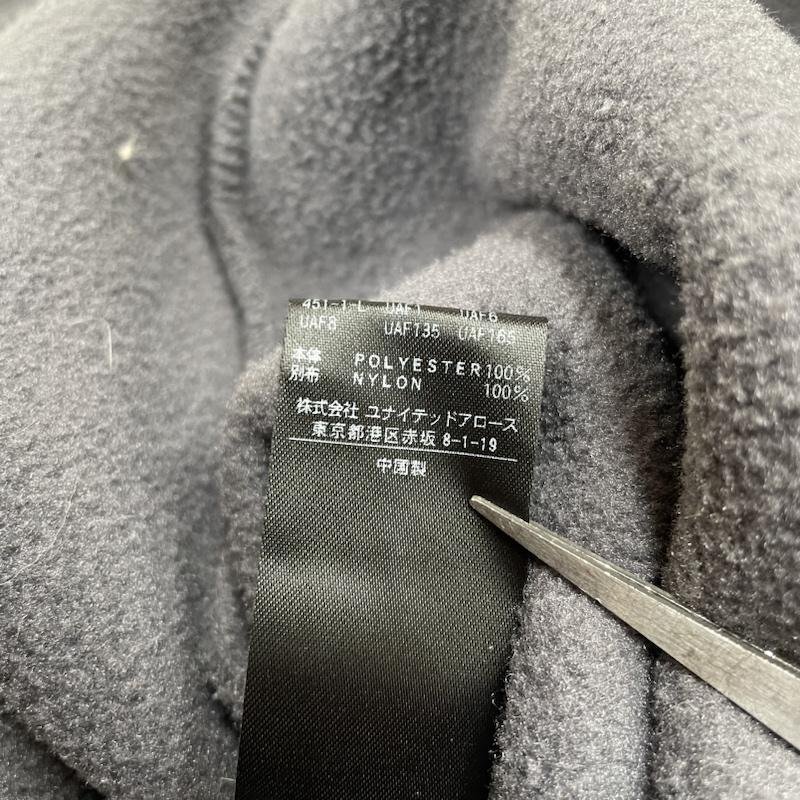 451-1-L UAF1 UAF6
UAF8 UAF135 UAF165
本体 POLYESTER 100%
別布 NYLON 100%
株式会社 ユナイテッドアローズ
東京都港区赤坂 8-1-19
中国製